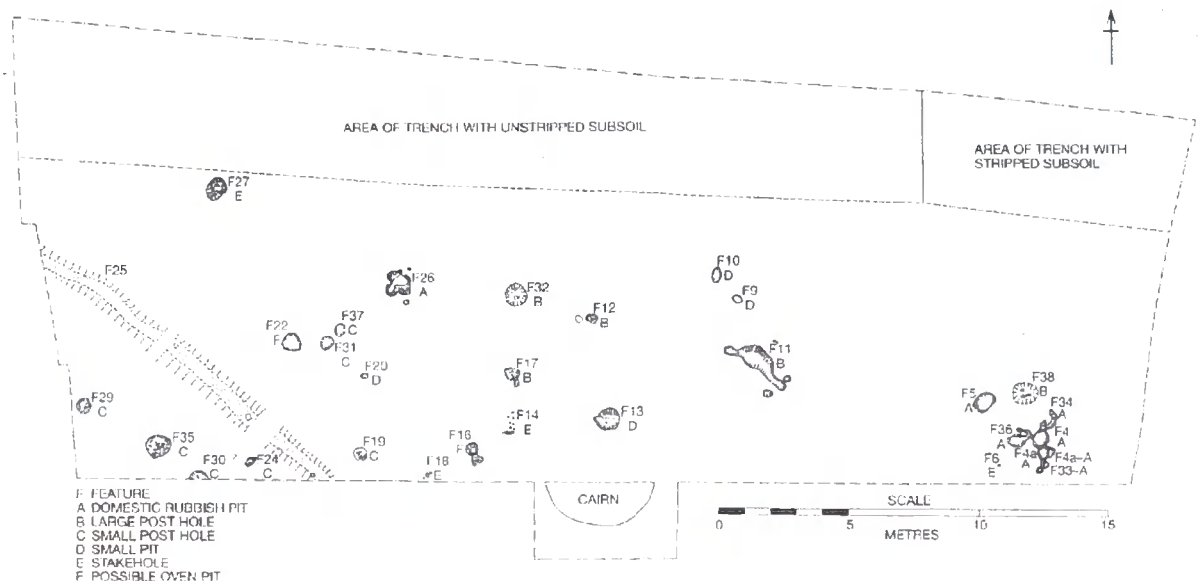 AREA OF TRENCH WITH UNSTRIPPED SUBSOIL
AREA OF TRENCH WITH
STRIPPED SUBSOIL
F27
E
F25
F26
A
F32
B
F12
B
F10
D
F9
D
F37
C
F22
F
F31
C
F20
D
F17
B
F11
B
F29
C
F14
E
F13
D
F5
A
F38
B
F34
A
F35
C
F19
C
F16
F
F36
A
F4
A
F30
C
F24
C
F18
E
F6
E
F4a
A
F4a-A
F33-A
CAIRN
SCALE
0 5 10 15
METRES
F FEATURE
A DOMESTIC RUBBISH PIT
B LARGE POST HOLE
C SMALL POST HOLE
D SMALL PIT
E STAKEHOLE
F POSSIBLE OVEN PIT